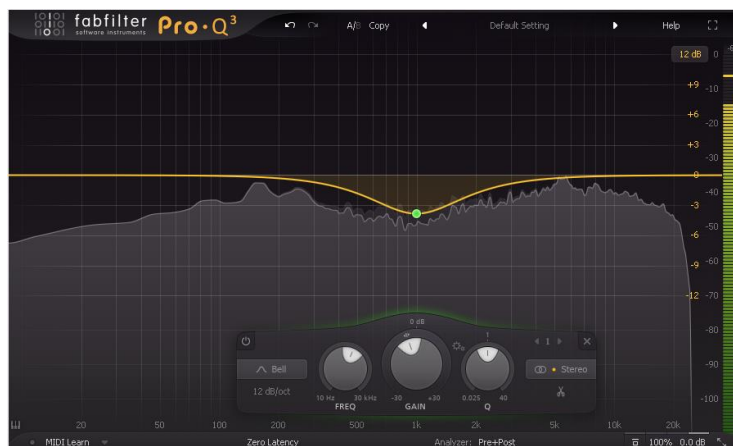 fabfilter Pro·Q³
software instruments
A/B Copy Default Setting Help
12 dB 0
+9 -10
+6 -20
+3 -30
0 -40
-3
-6 -50
-9 -60
-12 -70
-80
-90
-100
0 dB
1
1
Bell
Stereo
12 dB/oct
10 Hz 30 kHz -30 +30 0.025 40
FREQ GAIN Q
20 50 100 200 500 1k 2k 5k 10k 20k
MIDI Learn Zero Latency Analyzer: Pre+Post 100% 0.0 dB